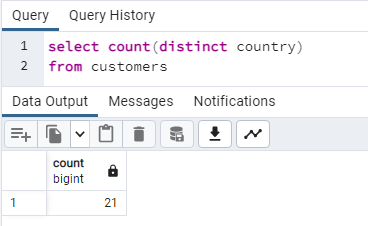 Query Query History
1 select count(distinct country)
2 from customers
Data Output Messages Notifications
count
bigint
1 21